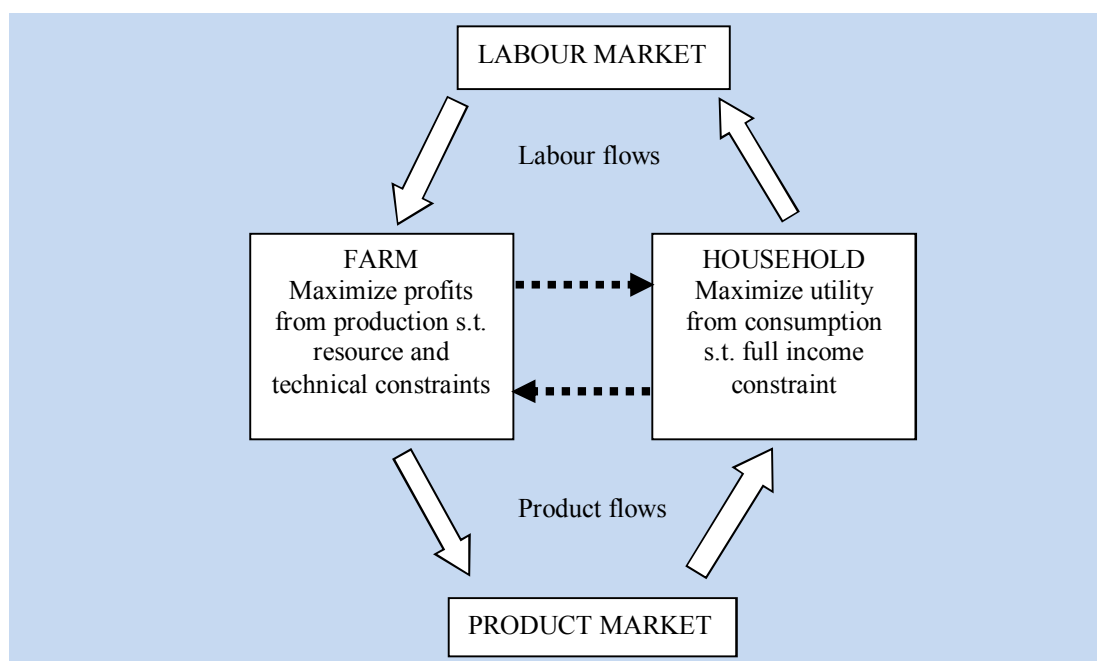 LABOUR MARKET
Labour flows
FARM
Maximize profits
from production s.t.
resource and
technical constraints
HOUSEHOLD
Maximize utility
from consumption
s.t. full income
constraint
Product flows
PRODUCT MARKET